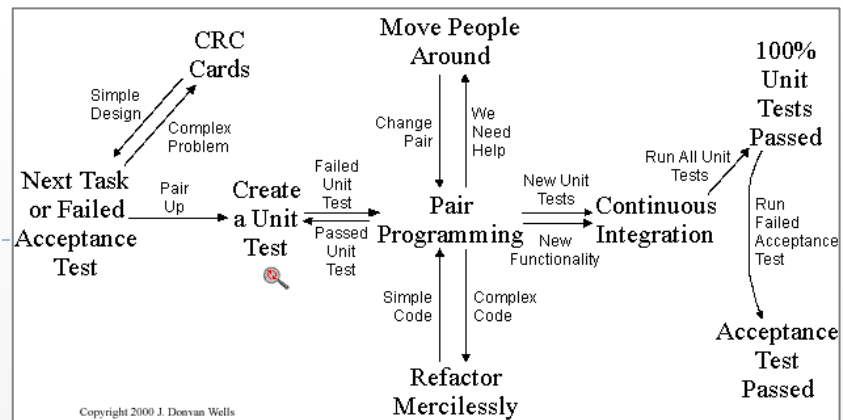 CRC
Cards
Simple
Design
Complex
Problem
Next Task
or Failed
Acceptance
Test
Pair
Up
Create
a Unit
Test
Failed
Unit
Test
Passed
Unit
Test
Move People
Around
Change
Pair
We
Need
Help
Pair
Programming
Simple
Code
Complex
Code
Refactor
Mercilessly
New Unit
Tests
New
Functionality
Continuous
Integration
Run All Unit
Tests
100%
Unit
Tests
Passed
Run
Failed
Acceptance
Test
Acceptance
Test
Passed
Copyright 2000 J. Donvan Wells